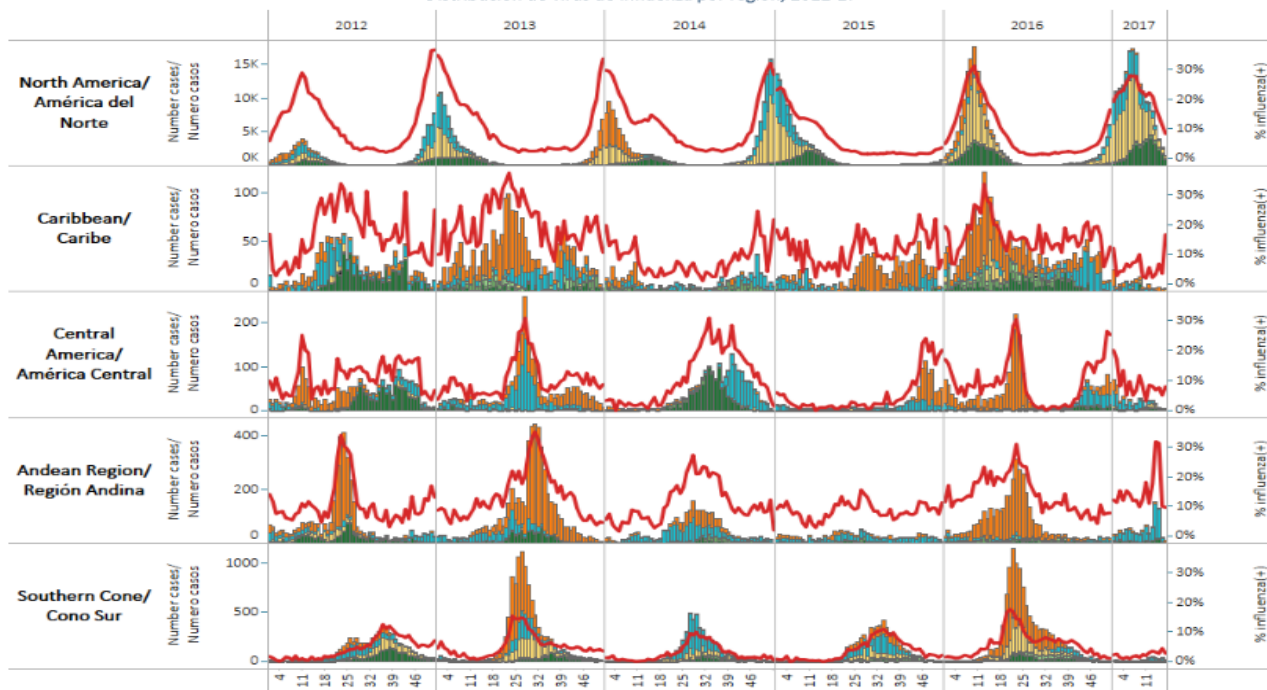 2012 2013 2014 2015 2016 2017
North America/
América del
Norte
Number cases/
Numero casos
15K
10K
5K
0K
30%
20%
10%
0%
% influenza(+)
Caribbean/
Caribe
Number cases/
Numero casos
100
50
0
30%
20%
10%
0%
% influenza(+)
Central
America/
América Central
Number cases/
Numero casos
200
100
0
30%
20%
10%
0%
% influenza(+)
Andean Region/
Región Andina
Number cases/
Numero casos
400
200
0
30%
20%
10%
0%
% influenza(+)
Southern Cone/
Cono Sur
Number cases/
Numero casos
1000
500
0
30%
20%
10%
0%
% influenza(+)
4 11 18 25 32 39 46 4 11 18 25 32 39 46 4 11 18 25 32 39 46 4 11 18 25 32 39 46 4 11 18 25 32 39 46 4 11